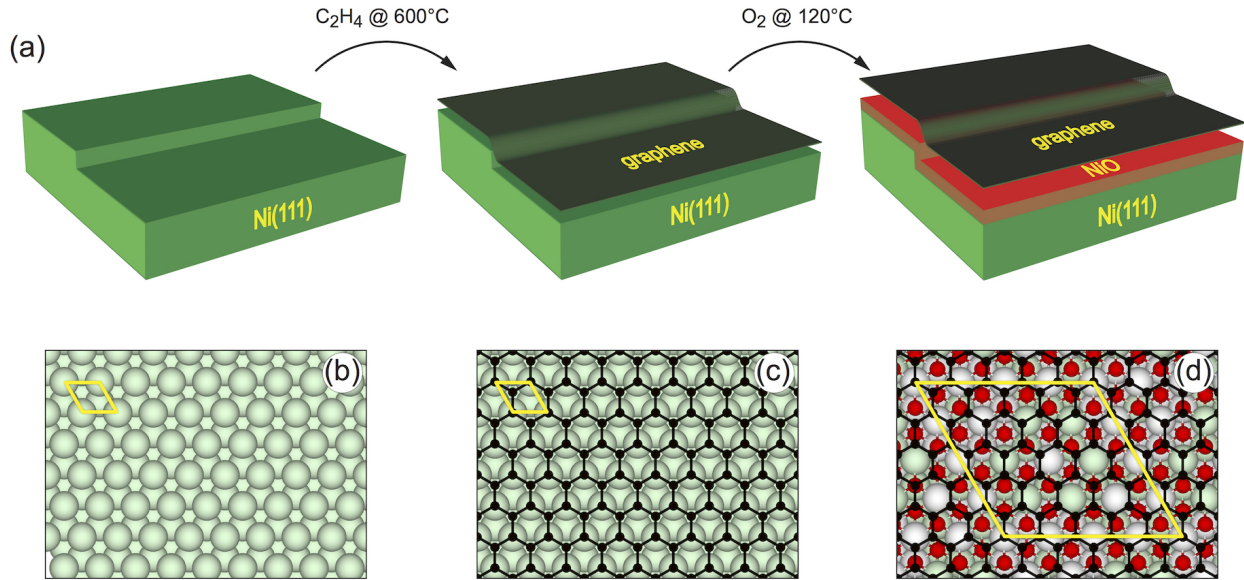 C₂H₄ @ 600°C
O₂ @ 120°C
(a)
Ni(111)
graphene
Ni(111)
graphene
NiO
Ni(111)
(b)
(c)
(d)